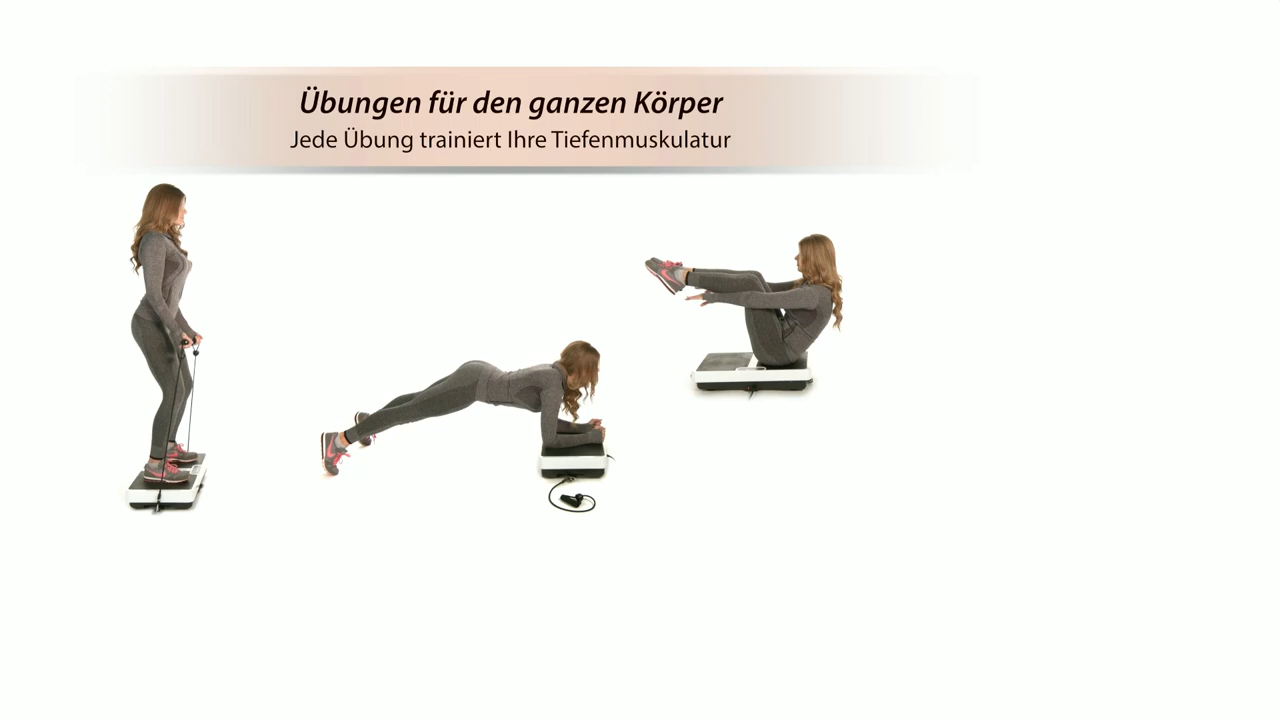 Übungen für den ganzen Körper
Jede Übung trainiert Ihre Tiefenmuskulatur